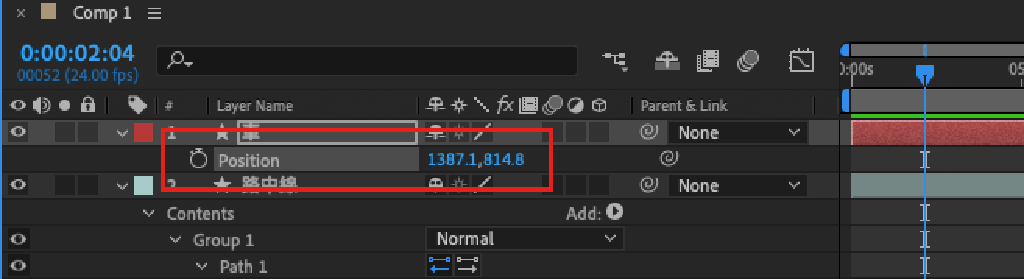 × Comp 1
0:00:02:04
00052 (24.00 fps)
:00s 05
# Layer Name fx Parent & Link
1 車 None
Position 1387.1,814.8
2 路中線 None
Contents Add:
Group 1 Normal
Path 1